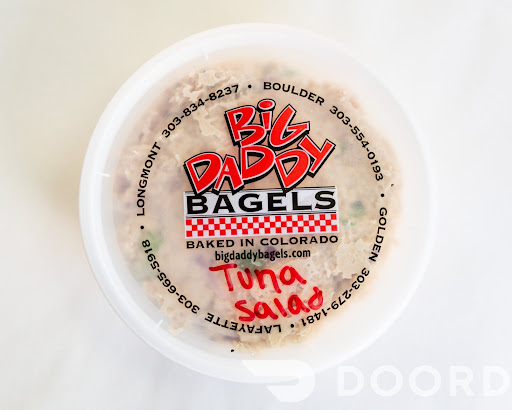 BIG
DADDY
BAGELS
BAKED IN COLORADO
bigdaddybagels.com
Tuna
Salad
LONGMONT 303-834-8237 • BOULDER 303-554-0193 • GOLDEN 303-279-1481 • LAFAYETTE 303-665-5918 •
DOORD